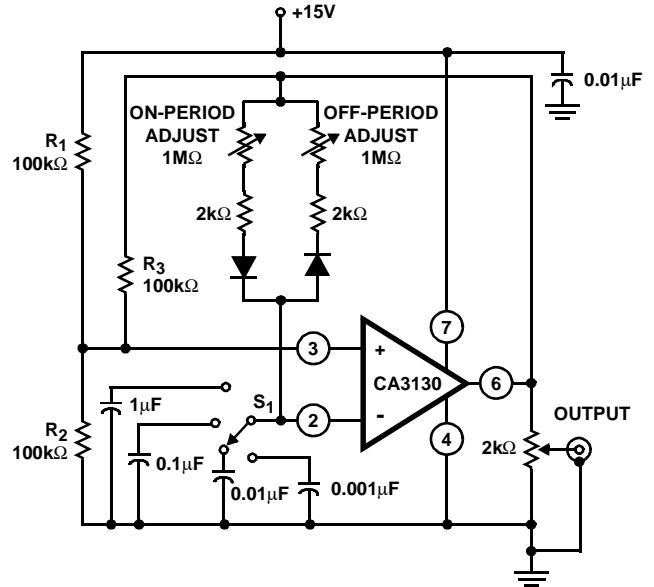 +15V
0.01µF
ON-PERIOD
ADJUST
1MΩ
OFF-PERIOD
ADJUST
1MΩ
R1
100kΩ
2kΩ
2kΩ
R3
100kΩ
7
3
+
CA3130
6
S1
2
-
4
OUTPUT
1µF
R2
100kΩ
0.1µF
0.01µF
0.001µF
2kΩ